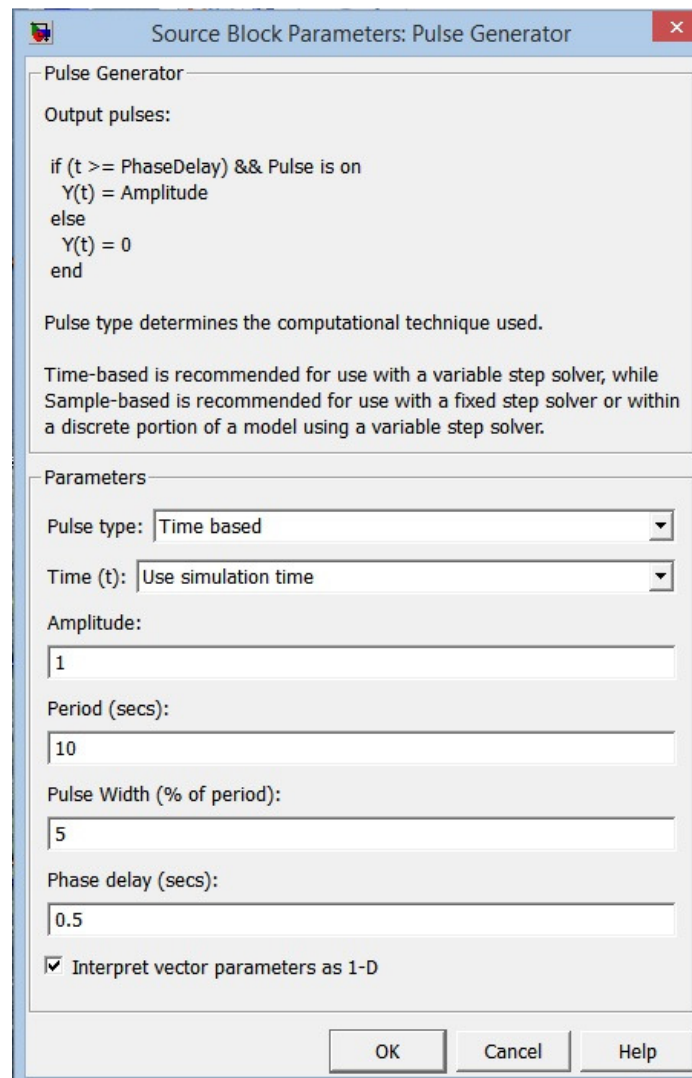 Source Block Parameters: Pulse Generator
Pulse Generator
Output pulses:
if (t >= PhaseDelay) && Pulse is on
Y(t) = Amplitude
else
Y(t) = 0
end
Pulse type determines the computational technique used.
Time-based is recommended for use with a variable step solver, while
Sample-based is recommended for use with a fixed step solver or within
a discrete portion of a model using a variable step solver.
Parameters
Pulse type: Time based
Time (t): Use simulation time
Amplitude:
1
Period (secs):
10
Pulse Width (% of period):
5
Phase delay (secs):
0.5
Interpret vector parameters as 1-D
OK Cancel Help